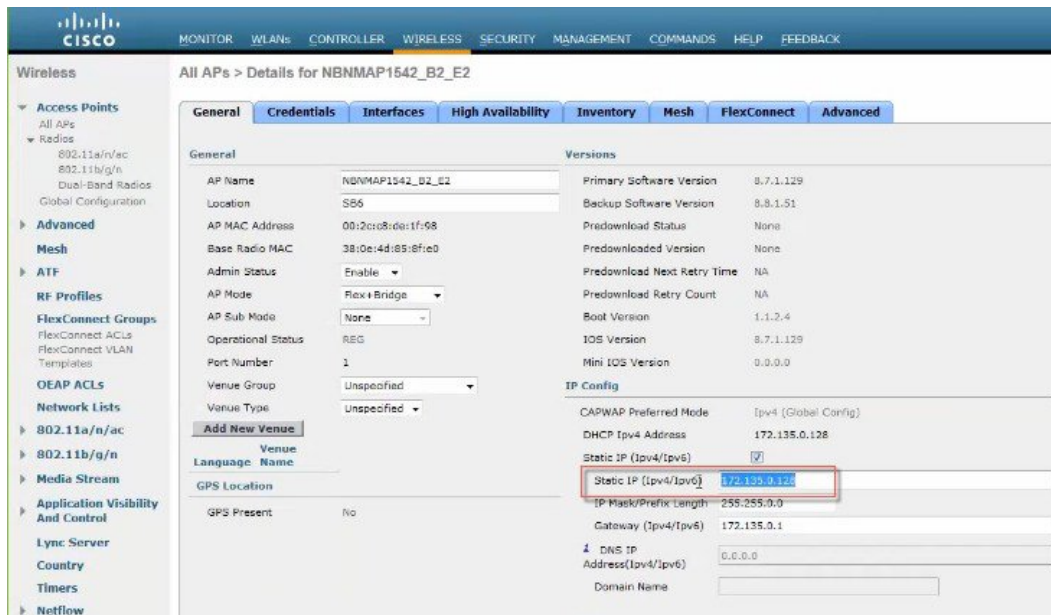 CISCO
MONITOR WLANs CONTROLLER WIRELESS SECURITY MANAGEMENT COMMANDS HELP FEEDBACK
Wireless
Access Points
All APs
Radios
802.11a/n/ac
802.11b/g/n
Dual-Band Radios
Global Configuration
Advanced
Mesh
ATF
RF Profiles
FlexConnect Groups
FlexConnect ACLs
FlexConnect VLAN
Templates
OEAP ACLs
Network Lists
802.11a/n/ac
802.11b/g/n
Media Stream
Application Visibility
And Control
Lync Server
Country
Timers
Netflow
All APs > Details for NBNMAP1542_B2_E2
General Credentials Interfaces High Availability Inventory Mesh FlexConnect Advanced
General
AP Name NBNMAP1542_B2_E2
Location SB6
AP MAC Address 00:2c:c8:de:1f:98
Base Radio MAC 38:0e:4d:85:8f:e0
Admin Status Enable
AP Mode Flex+Bridge
AP Sub Mode None
Operational Status REG
Port Number 1
Venue Group Unspecified
Venue Type Unspecified
Add New Venue
Venue
Language Name
GPS Location
GPS Present No
Versions
Primary Software Version 8.7.1.129
Backup Software Version 8.8.1.51
Predownload Status None
Predownloaded Version None
Predownload Next Retry Time NA
Predownload Retry Count NA
Boot Version 1.1.2.4
IOS Version 8.7.1.129
Mini IOS Version 0.0.0.0
IP Config
CAPWAP Preferred Mode Ipv4 (Global Config)
DHCP Ipv4 Address 172.135.0.128
Static IP (Ipv4/Ipv6)
Static IP (Ipv4/Ipv6) 172.135.0.128
IP Mask/Prefix Length 255.255.0.0
Gateway (Ipv4/Ipv6) 172.135.0.1
DNS IP
Address(Ipv4/Ipv6) 0.0.0.0
Domain Name